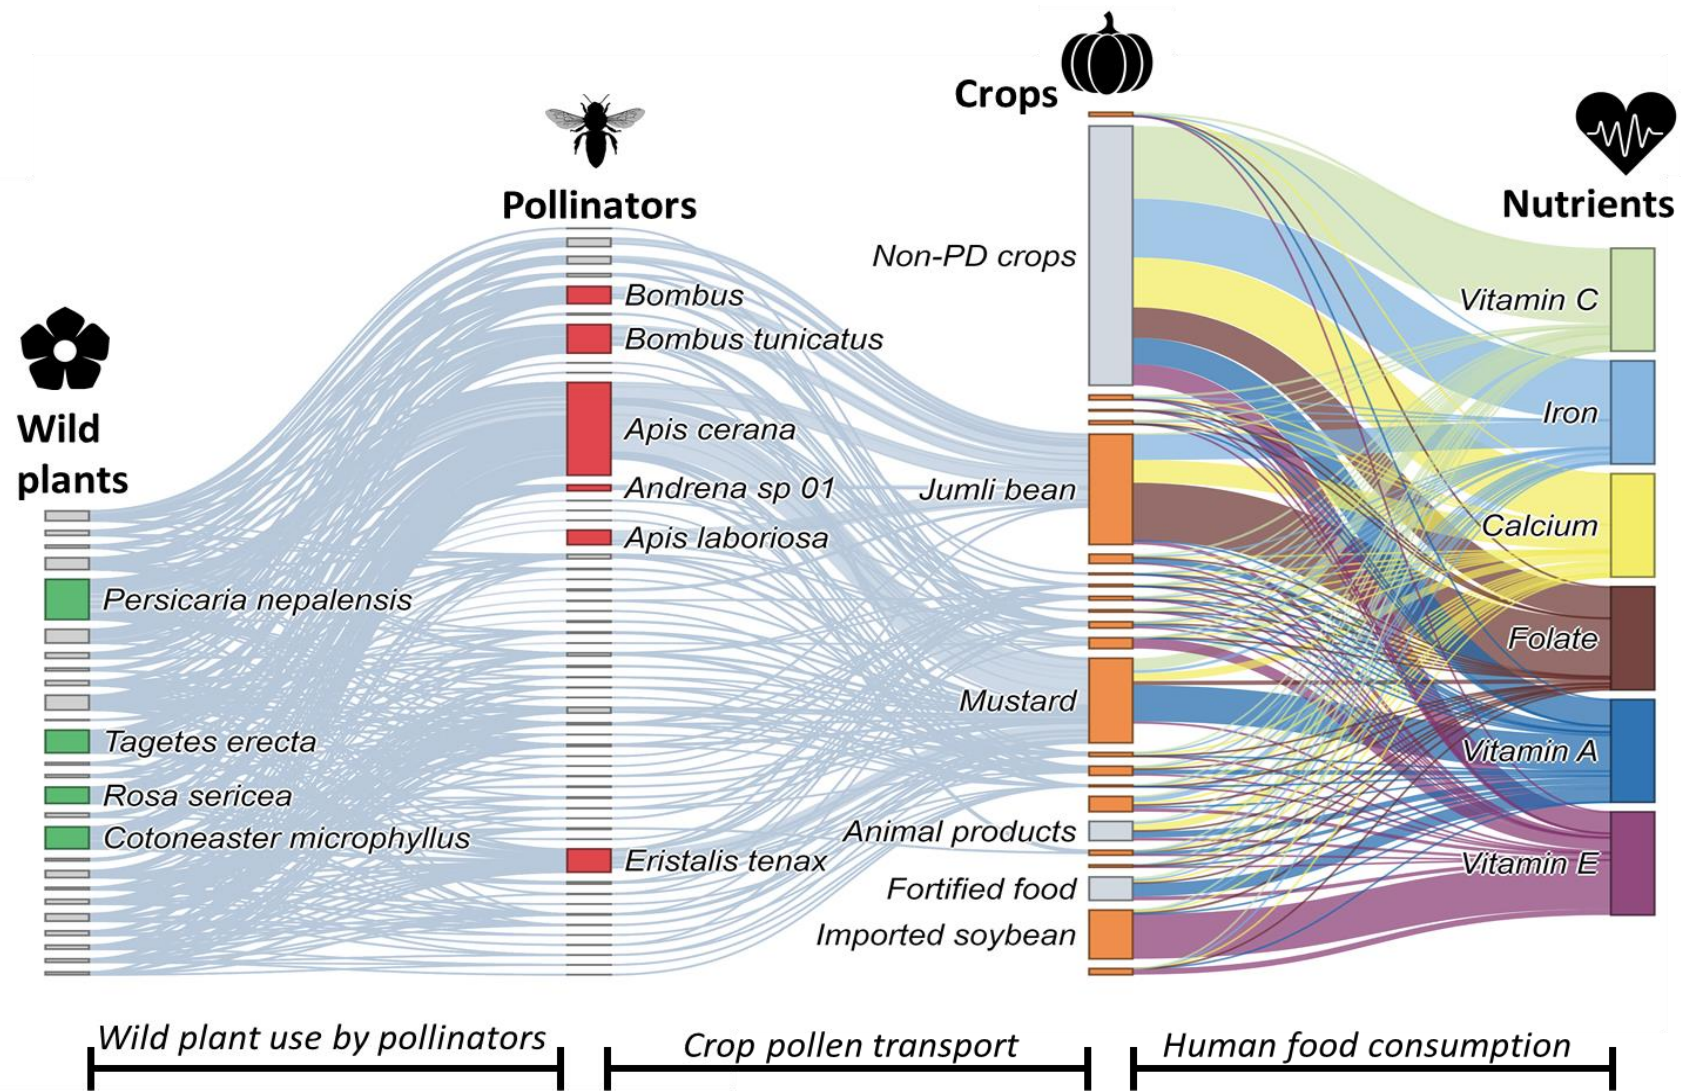 Crops
Pollinators
Nutrients
Wild
plants
Persicaria nepalensis
Tagetes erecta
Rosa sericea
Cotoneaster microphyllus
Bombus
Bombus tunicatus
Apis cerana
Andrena sp 01
Apis laboriosa
Eristalis tenax
Non-PD crops
Jumli bean
Mustard
Animal products
Fortified food
Imported soybean
Vitamin C
Iron
Calcium
Folate
Vitamin A
Vitamin E
Wild plant use by pollinators
Crop pollen transport
Human food consumption